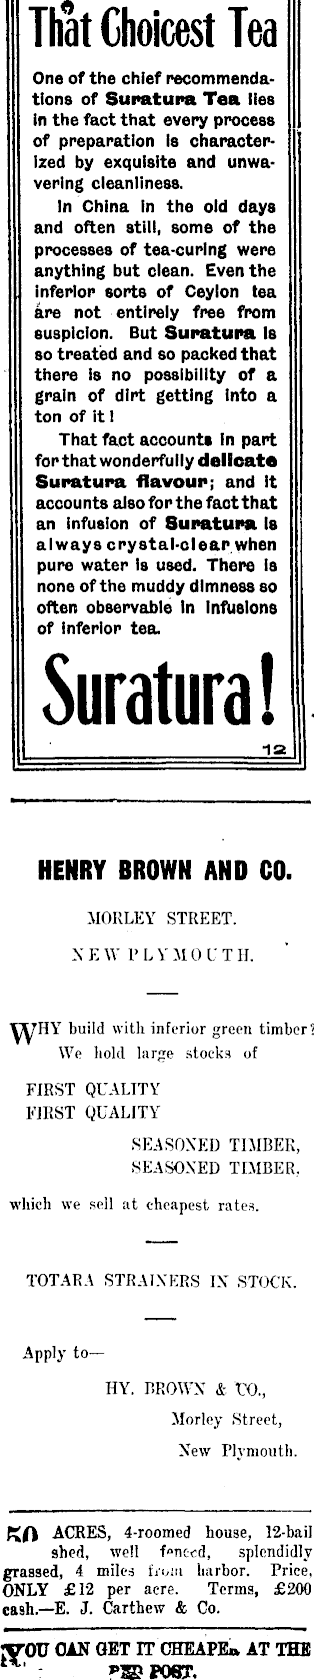 That Choicest Tea
One of the chief recommenda-
tions of Suratura Tea lies
in the fact that every process
of preparation is character-
ized by exquisite and unwa-
vering cleanliness.
In China in the old days
and often still, some of the
processes of tea-curing were
anything but clean. Even the
inferior sorts of Ceylon tea
are not entirely free from
suspicion. But Suratura is
so treated and so packed that
there is no possibility of a
grain of dirt getting into a
ton of it!
That fact accounts in part
for that wonderfully delicate
Suratura flavour; and it
accounts also for the fact that
an infusion of Suratura is
always crystal-clear when
pure water is used. There is
none of the muddy dimness so
often observable in infusions
of inferior tea.
Suratura!
12
HENRY BROWN AND CO.
MORLEY STREET.
NEW PLYMOUTH.
WHY build with inferior green timber?
We hold large stocks of
FIRST QUALITY
FIRST QUALITY
SEASONED TIMBER,
SEASONED TIMBER,
which we sell at cheapest rates.
TOTARA STRAINERS IN STOCK.
Apply to—
HY. BROWN & CO.,
Morley Street,
New Plymouth.
50 ACRES, 4-roomed house, 12-bail
shed, well fenced, splendidly
grassed, 4 miles from harbor. Price,
ONLY £12 per acre. Terms, £200
cash.—E. J. Carthew & Co.
YOU CAN GET IT CHEAPER AT THE
POST.